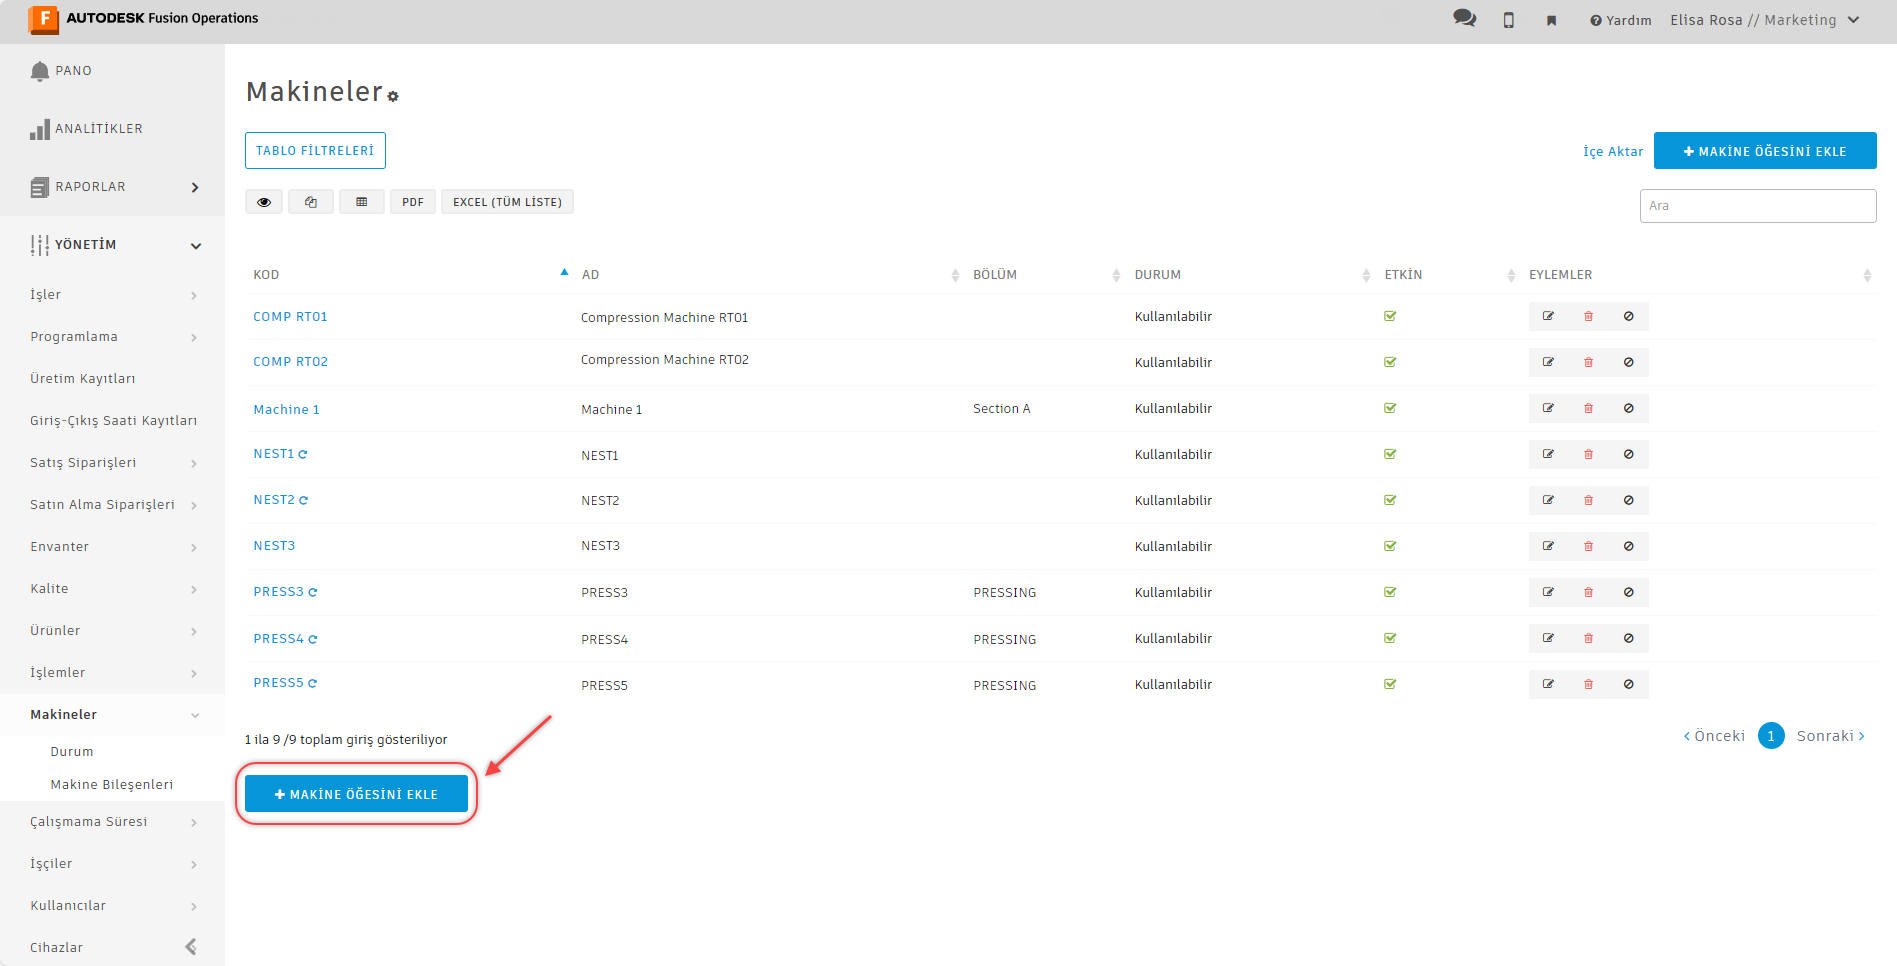 AUTODESK Fusion Operations
Yardım
Elisa Rosa // Marketing
PANO
ANALİTİKLER
RAPORLAR
YÖNETİM
İşler
Programlama
Üretim Kayıtları
Giriş-Çıkış Saati Kayıtları
Satış Siparişleri
Satın Alma Siparişleri
Envanter
Kalite
Ürünler
İşlemler
Makineler
Durum
Makine Bileşenleri
Çalışmama Süresi
İşçiler
Kullanıcılar
Cihazlar
Makineler
TABLO FİLTRELERİ
İçe Aktar
MAKİNE ÖĞESİNİ EKLE
PDF
EXCEL (TÜM LİSTE)
Ara
KOD AD BÖLÜM DURUM ETKİN EYLEMLER
COMP RT01 Compression Machine RT01 Kullanılabilir
COMP RT02 Compression Machine RT02 Kullanılabilir
Machine 1 Machine 1 Section A Kullanılabilir
NEST1 NEST1 Kullanılabilir
NEST2 NEST2 Kullanılabilir
NEST3 NEST3 Kullanılabilir
PRESS3 PRESS3 PRESSING Kullanılabilir
PRESS4 PRESS4 PRESSING Kullanılabilir
PRESS5 PRESS5 PRESSING Kullanılabilir
1 ila 9 /9 toplam giriş gösteriliyor
Önceki 1 Sonraki
MAKİNE ÖĞESİNİ EKLE